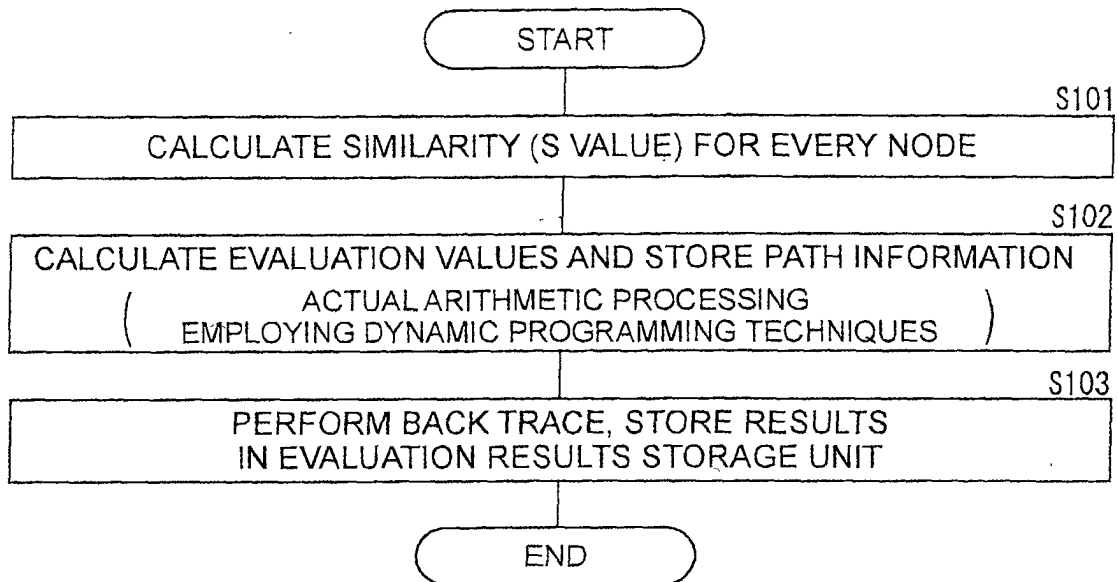 START
S101
CALCULATE SIMILARITY (S VALUE) FOR EVERY NODE
S102
CALCULATE EVALUATION VALUES AND STORE PATH INFORMATION
( ACTUAL ARITHMETIC PROCESSING
EMPLOYING DYNAMIC PROGRAMMING TECHNIQUES )
S103
PERFORM BACK TRACE, STORE RESULTS
IN EVALUATION RESULTS STORAGE UNIT
END